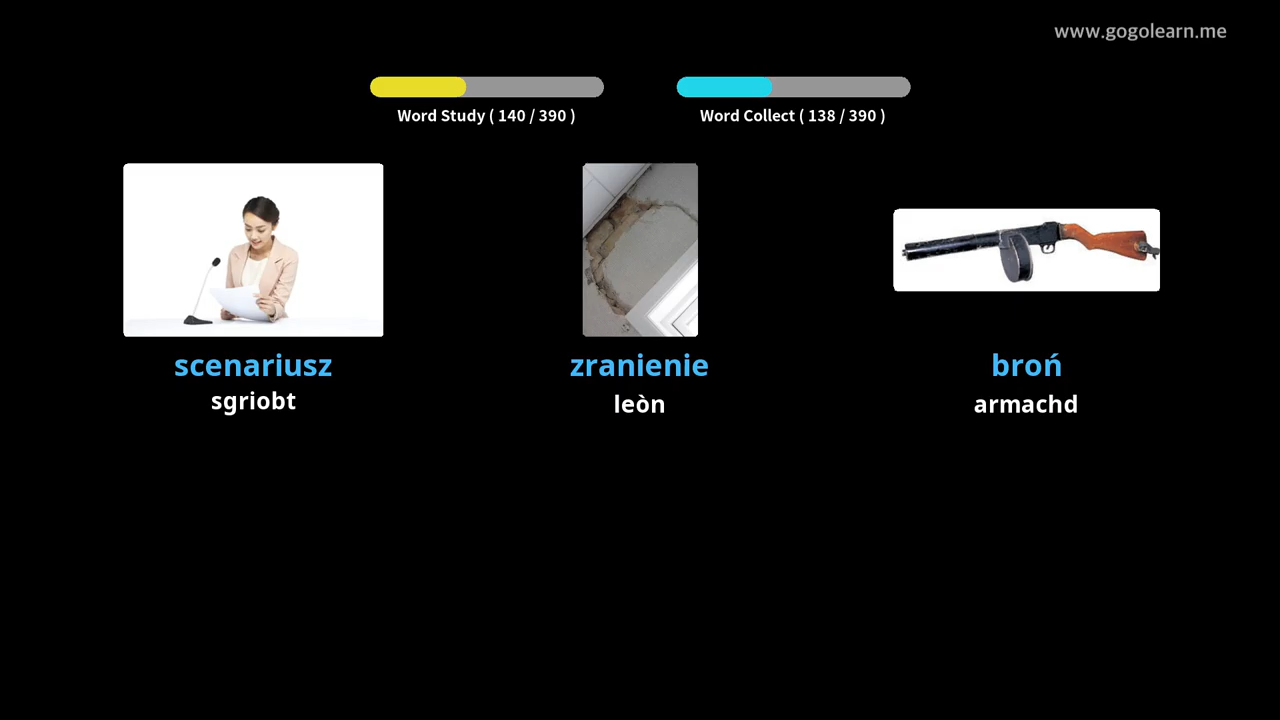 www.gogolearn.me
Word Study ( 140 / 390 )
Word Collect ( 138 / 390 )
scenariusz
sgriobt
zranienie
leòn
broń
armachd